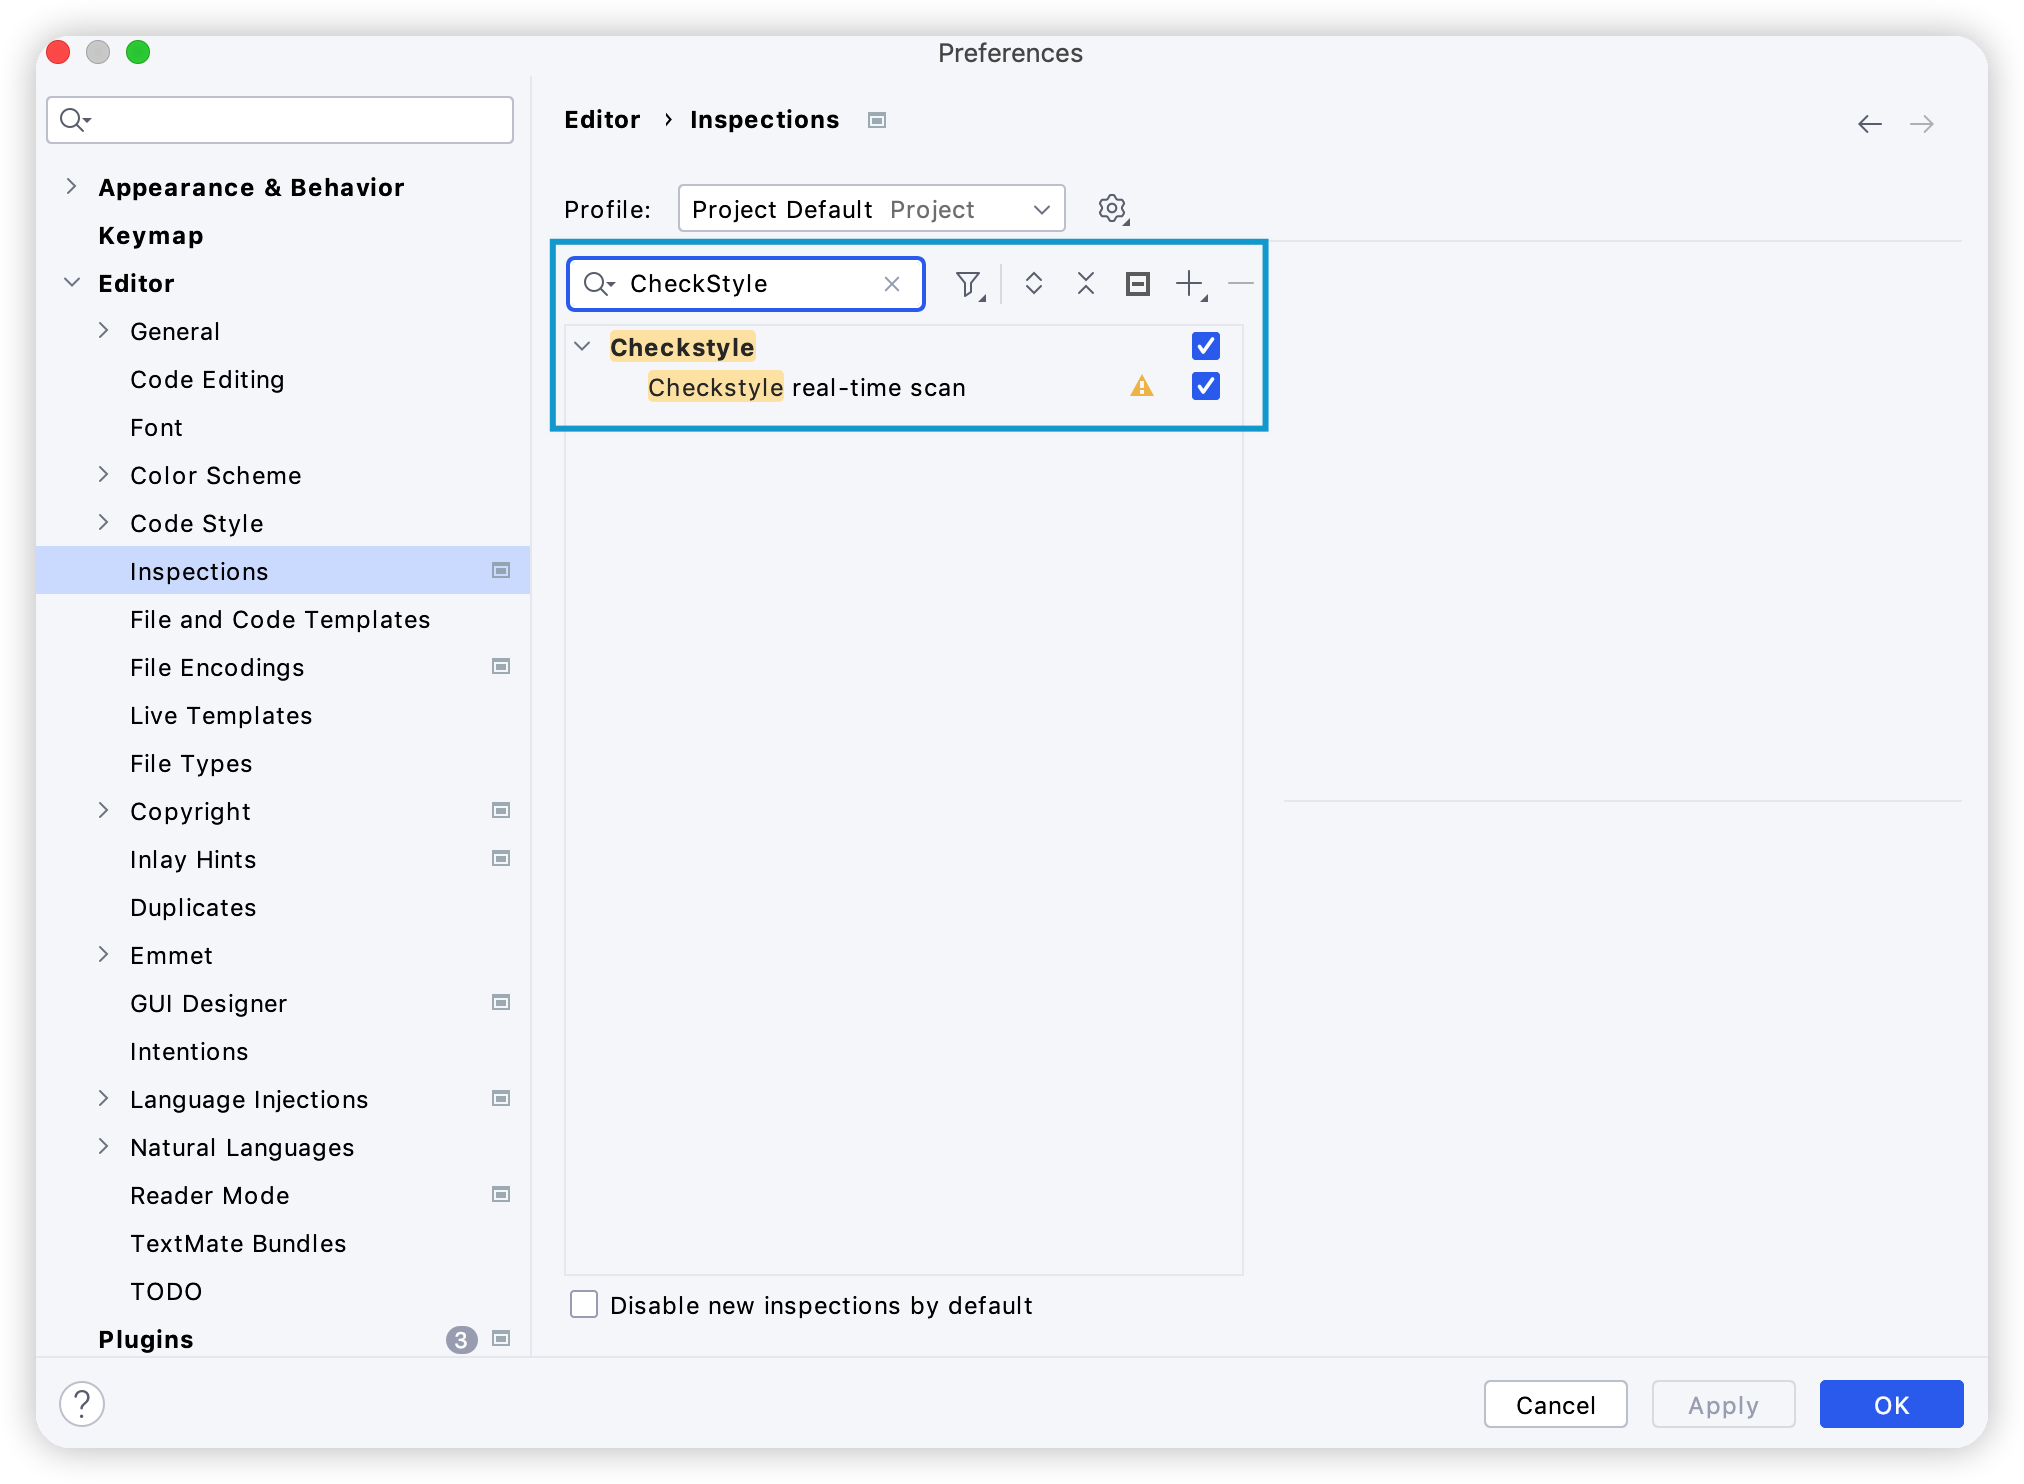 Preferences
Appearance & Behavior
Keymap
Editor
General
Code Editing
Font
Color Scheme
Code Style
Inspections
File and Code Templates
File Encodings
Live Templates
File Types
Copyright
Inlay Hints
Duplicates
Emmet
GUI Designer
Intentions
Language Injections
Natural Languages
Reader Mode
TextMate Bundles
TODO
Plugins 3
Editor › Inspections
Profile: Project Default Project
CheckStyle
Checkstyle
Checkstyle real-time scan
Disable new inspections by default
?
Cancel Apply OK